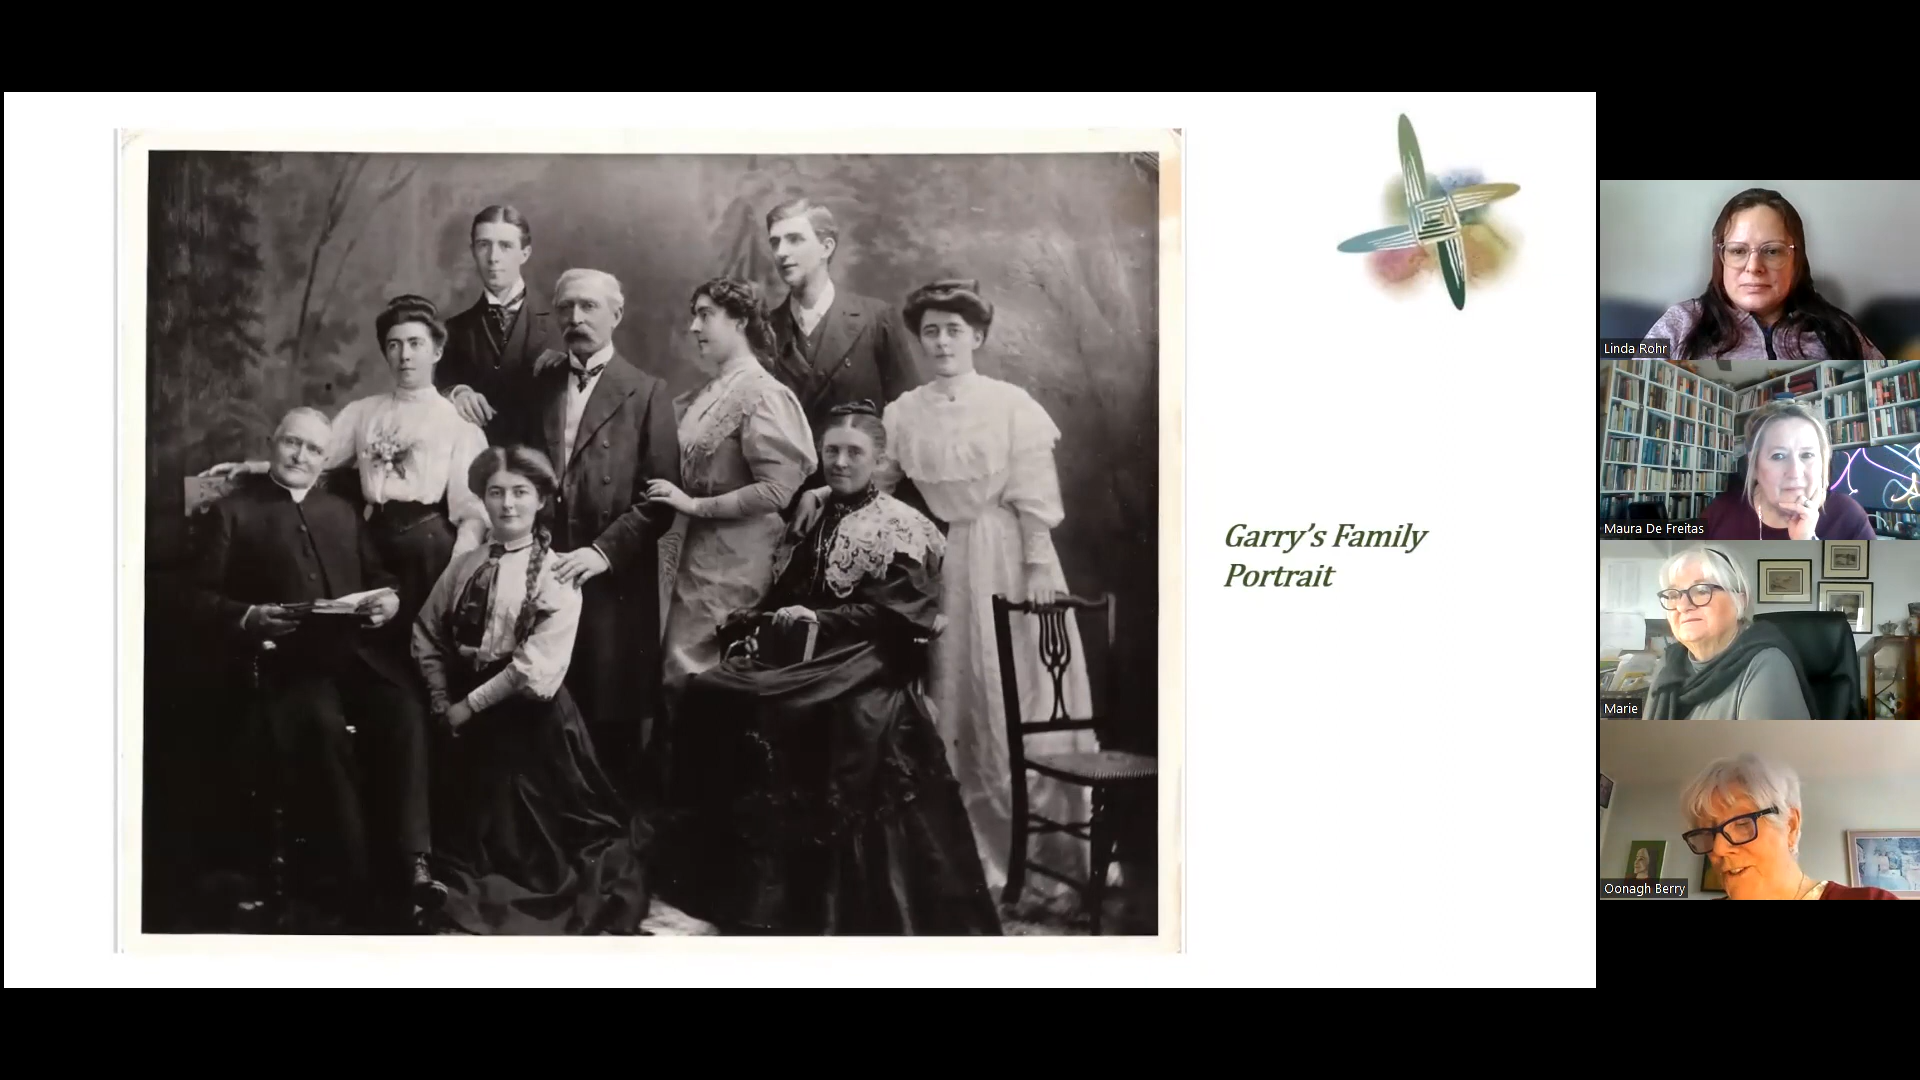 Garry's Family
Portrait
Linda Rohr
Maura De Freitas
Marie
Oonagh Berry